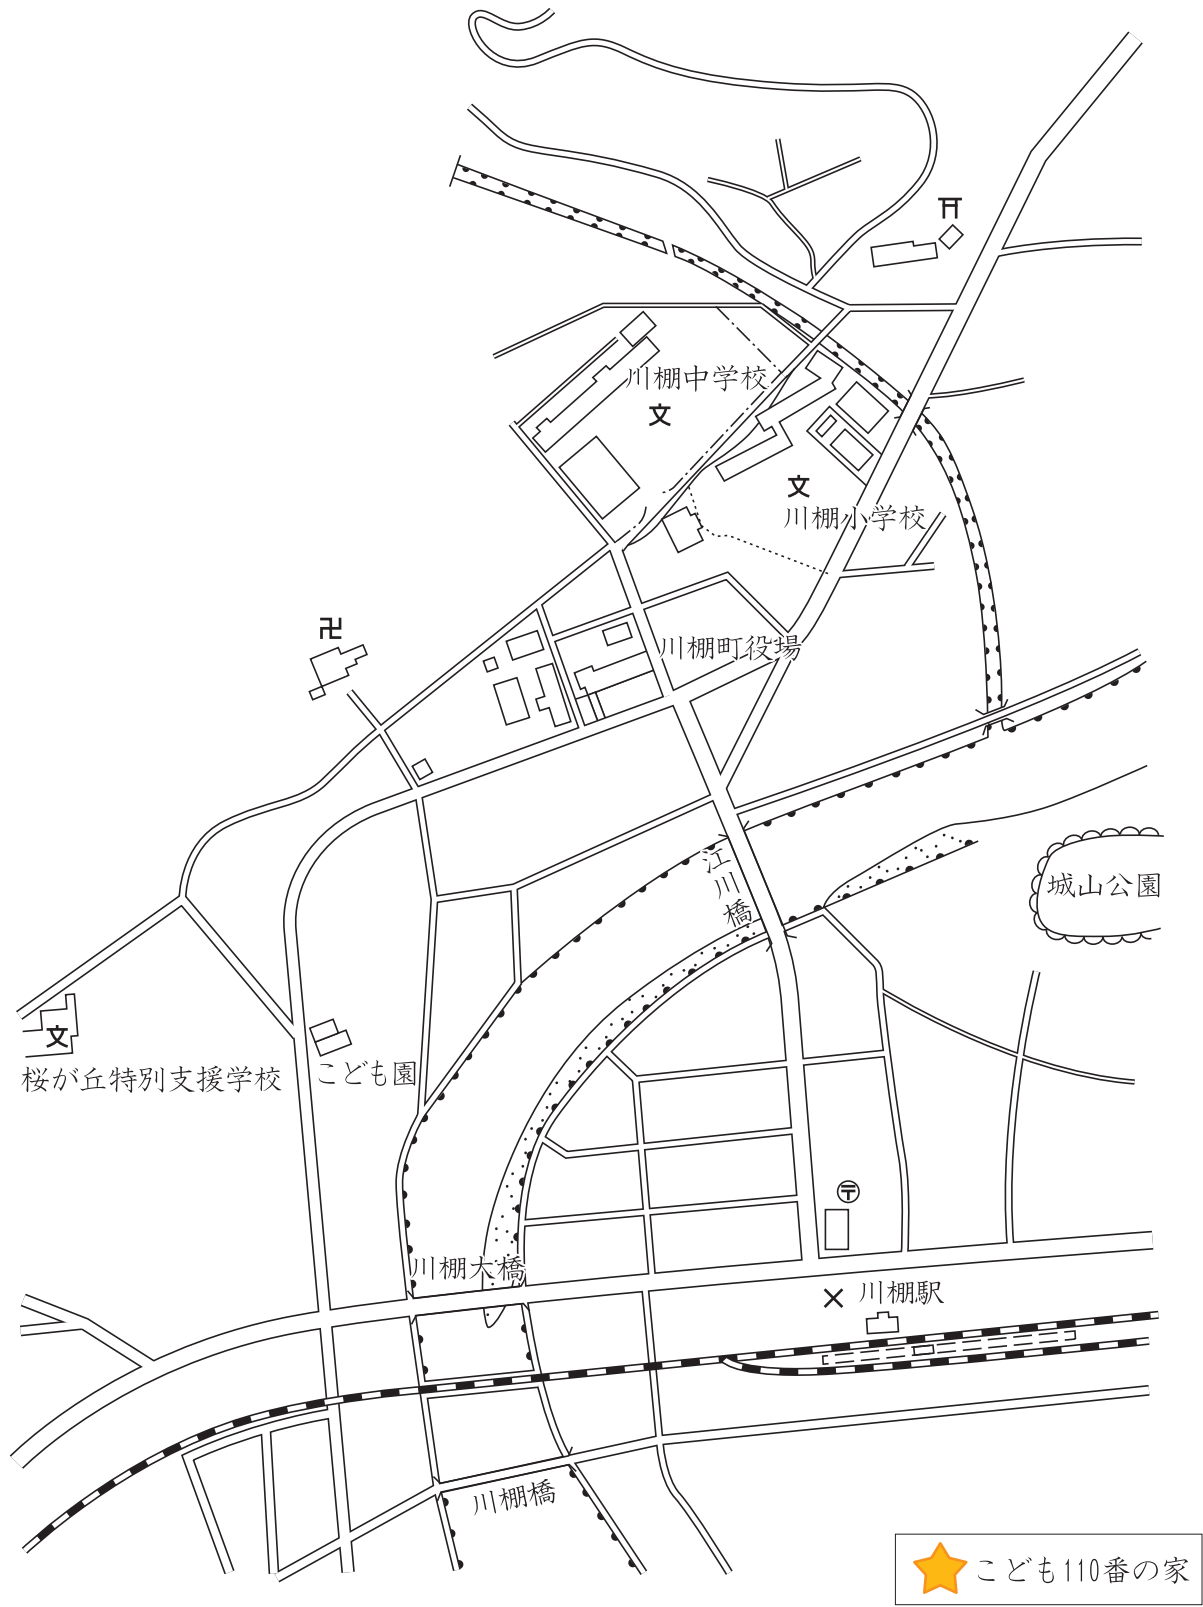 川棚中学校
文
文
川棚小学校
卍
川棚町役場
江川橋
城山公園
文
桜が丘特別支援学校
こども園
〒
川棚大橋
川棚駅
川棚橋
こども110番の家